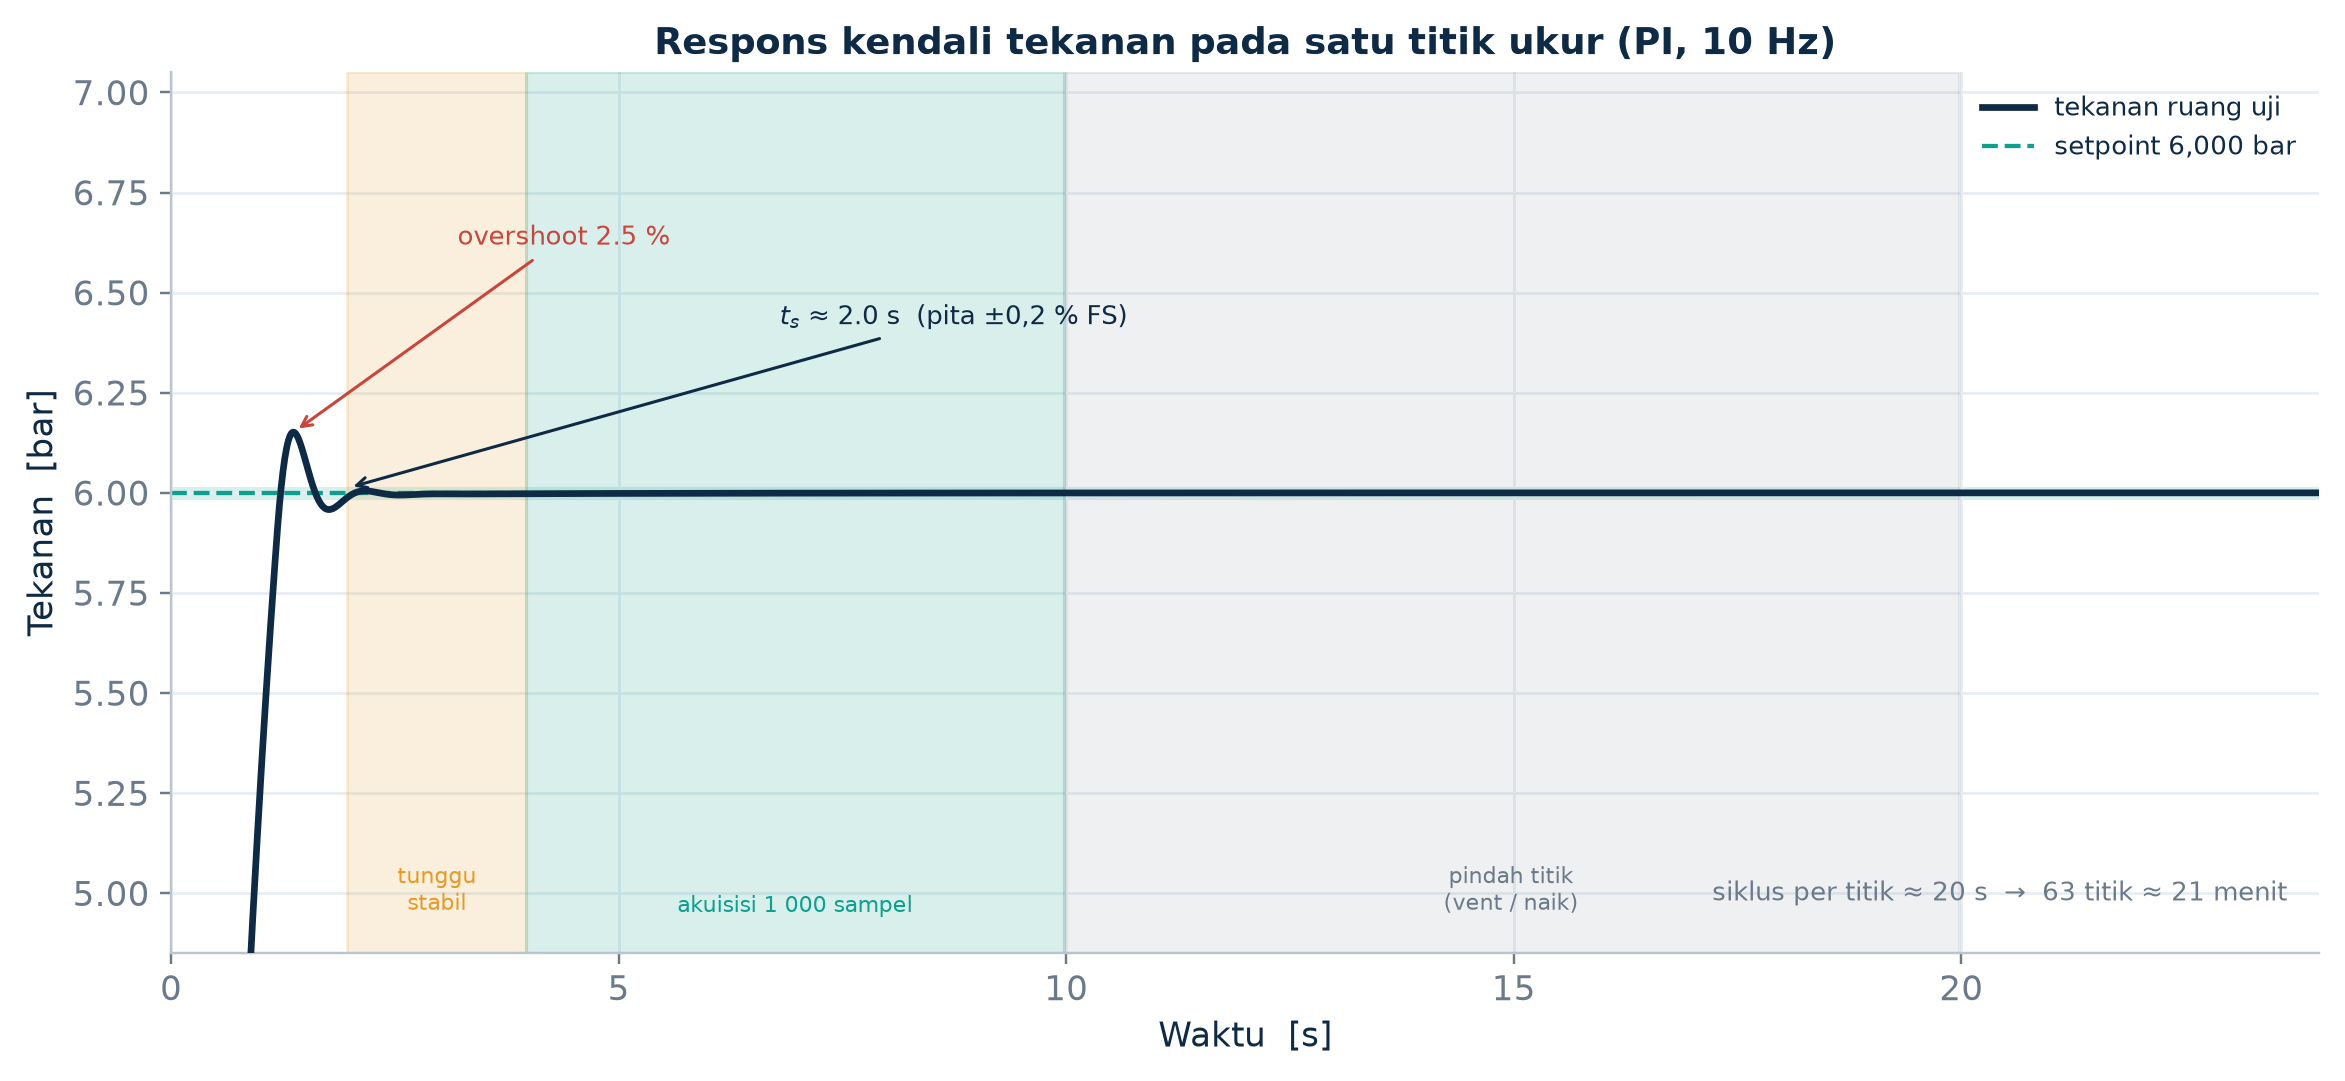 Respons kendali tekanan pada satu titik ukur (PI, 10 Hz)
tekanan ruang uji
setpoint 6,000 bar
overshoot 2.5 %
tₛ ≈ 2.0 s (pita ±0,2 % FS)
Tekanan [bar]
7.00
6.75
6.50
6.25
6.00
5.75
5.50
5.25
5.00
tunggu
stabil
akuisisi 1 000 sampel
pindah titik
(vent / naik)
siklus per titik ≈ 20 s → 63 titik ≈ 21 menit
0
5
10
15
20
Waktu [s]